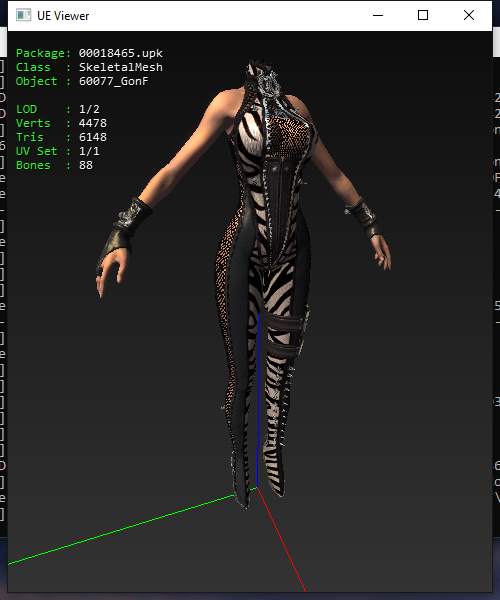 UE Viewer
Package: 00018465.upk
Class : SkeletalMesh
Object : 60077_GonF
LOD : 1/2
Verts : 4478
Tris : 6148
UV Set : 1/1
Bones : 88